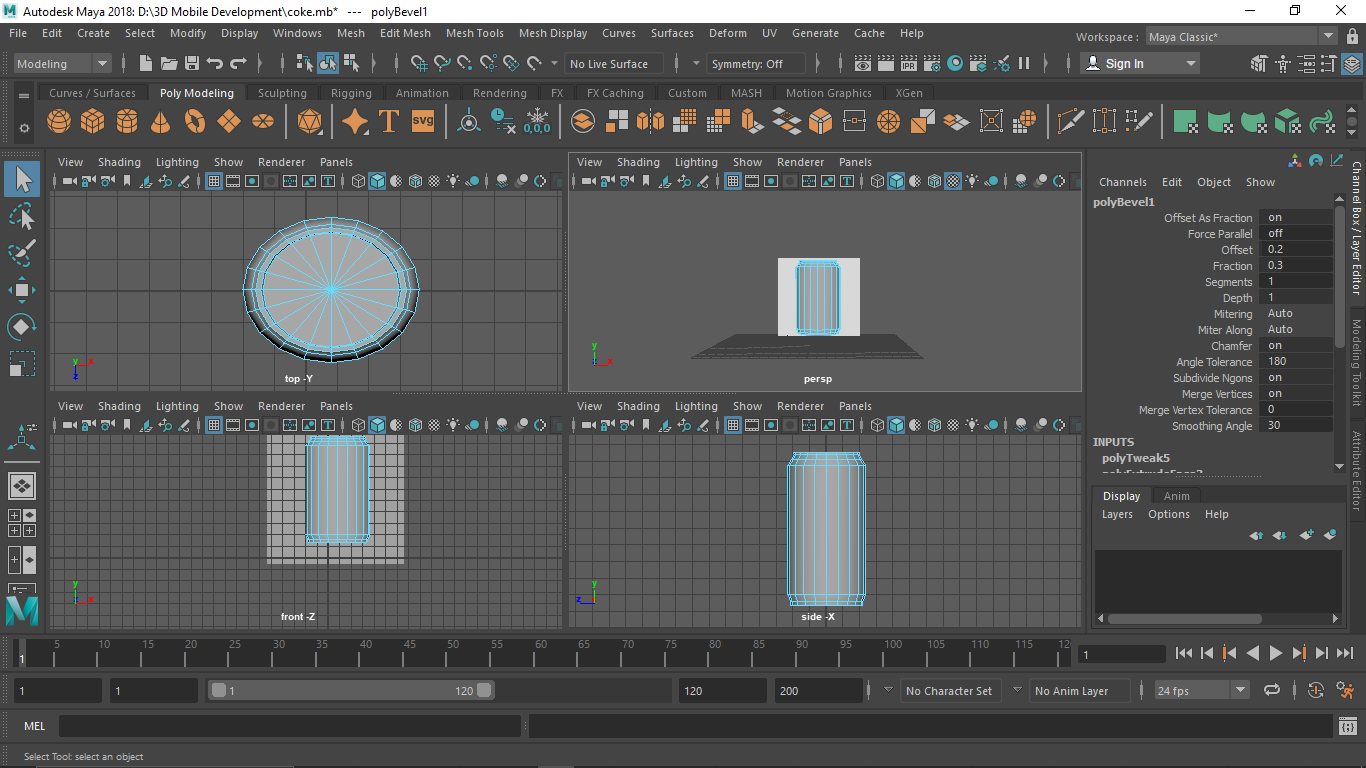 Autodesk Maya 2018: D:\3D Mobile Development\coke.mb* --- polyBevel1
File Edit Create Select Modify Display Windows Mesh Edit Mesh Mesh Tools Mesh Display Curves Surfaces Deform UV Generate Cache Help
Workspace : Maya Classic*
Modeling No Live Surface Symmetry: Off IPR Sign In
Curves / Surfaces Poly Modeling Sculpting Rigging Animation Rendering FX FX Caching Custom MASH Motion Graphics XGen
T SVG 0,0,0
View Shading Lighting Show Renderer Panels
top -Y
y x z
View Shading Lighting Show Renderer Panels
persp
y x
View Shading Lighting Show Renderer Panels
front -Z
y x z
View Shading Lighting Show Renderer Panels
side -X
y z
Channels Edit Object Show
polyBevel1
Offset As Fraction on
Force Parallel off
Offset 0.2
Fraction 0.3
Segments 1
Depth 1
Mitering Auto
Miter Along Auto
Chamfer on
Angle Tolerance 180
Subdivide Ngons on
Merge Vertices on
Merge Vertex Tolerance 0
Smoothing Angle 30
INPUTS
polyTweak5
Display Anim
Layers Options Help
Channel Box / Layer Editor
Modeling Toolkit
Attribute Editor
1 5 10 15 20 25 30 35 40 45 50 55 60 65 70 75 80 85 90 95 100 105 110 115 12
1
1 1 1 120 120 200 No Character Set No Anim Layer 24 fps
MEL
Select Tool: select an object